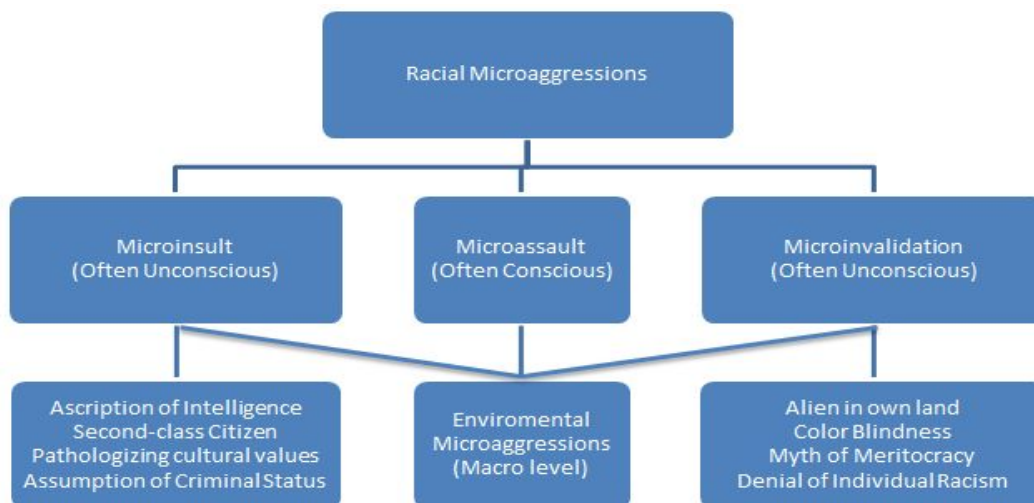 Racial Microaggressions
Microinsult
(Often Unconscious)
Microassault
(Often Conscious)
Microinvalidation
(Often Unconscious)
Ascription of Intelligence
Second-class Citizen
Pathologizing cultural values
Assumption of Criminal Status
Enviromental
Microaggressions
(Macro level)
Alien in own land
Color Blindness
Myth of Meritocracy
Denial of Individual Racism